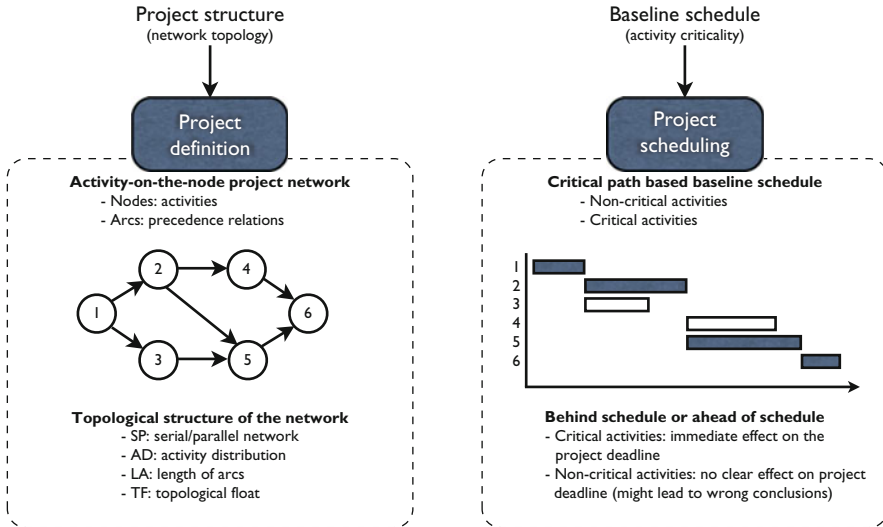 Project structure
(network topology)
Project
definition
Activity-on-the-node project network
- Nodes: activities
- Arcs: precedence relations
1
2
3
4
5
6
Topological structure of the network
- SP: serial/parallel network
- AD: activity distribution
- LA: length of arcs
- TF: topological float
Baseline schedule
(activity criticality)
Project
scheduling
Critical path based baseline schedule
- Non-critical activities
- Critical activities
1
2
3
4
5
6
Behind schedule or ahead of schedule
- Critical activities: immediate effect on the
project deadline
- Non-critical activities: no clear effect on project
deadline (might lead to wrong conclusions)